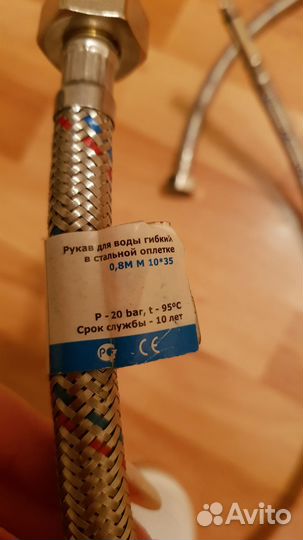 Рукав для воды гибкий
в стальной оплетке
0,8М М 10*35
P - 20 bar, t - 95°C
Срок службы - 10 лет
РС CE
Avito